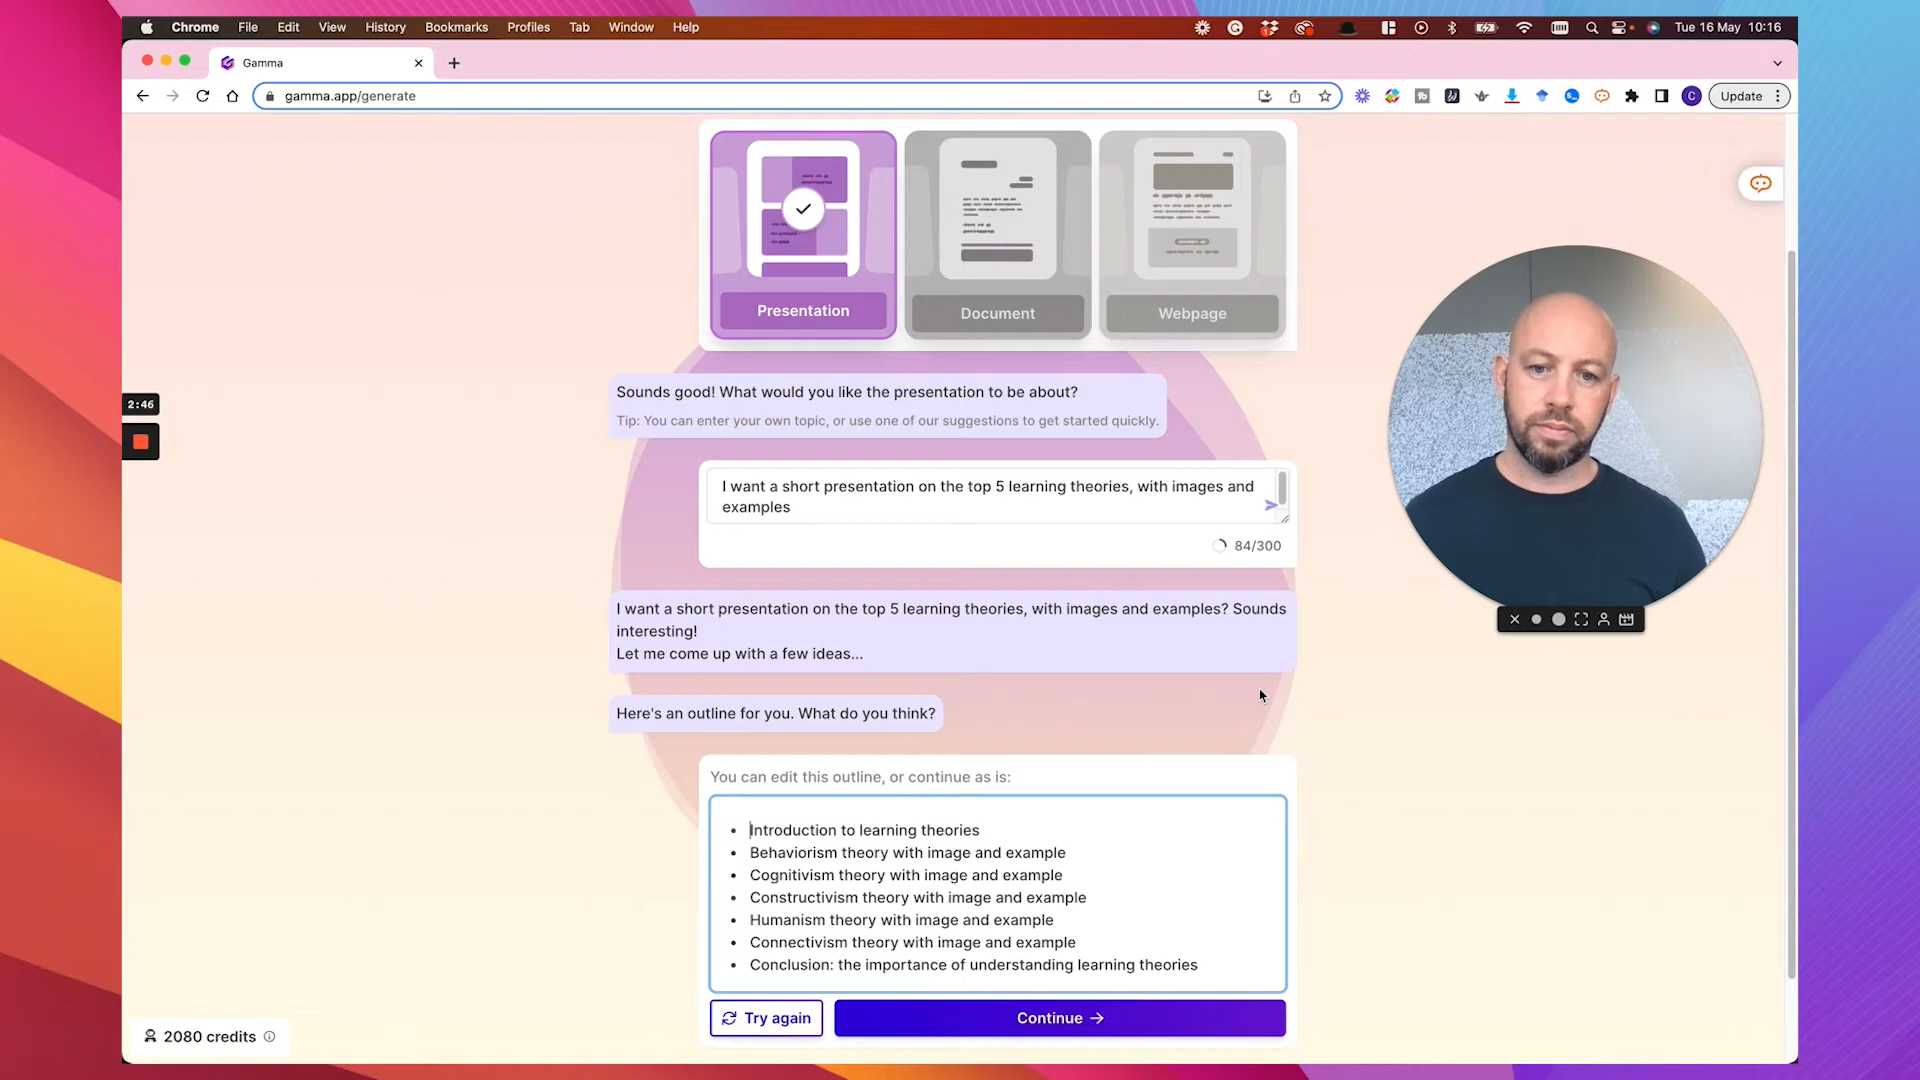 Chrome File Edit View History Bookmarks Profiles Tab Window Help
Tue 16 May 10:16
Gamma
gamma.app/generate
Update
Presentation
Document
Webpage
Sounds good! What would you like the presentation to be about?
Tip: You can enter your own topic, or use one of our suggestions to get started quickly.
2:46
I want a short presentation on the top 5 learning theories, with images and
examples
84/300
I want a short presentation on the top 5 learning theories, with images and examples? Sounds
interesting!
Let me come up with a few ideas...
Here's an outline for you. What do you think?
You can edit this outline, or continue as is:
• Introduction to learning theories
• Behaviorism theory with image and example
• Cognitivism theory with image and example
• Constructivism theory with image and example
• Humanism theory with image and example
• Connectivism theory with image and example
• Conclusion: the importance of understanding learning theories
Try again
Continue →
2080 credits